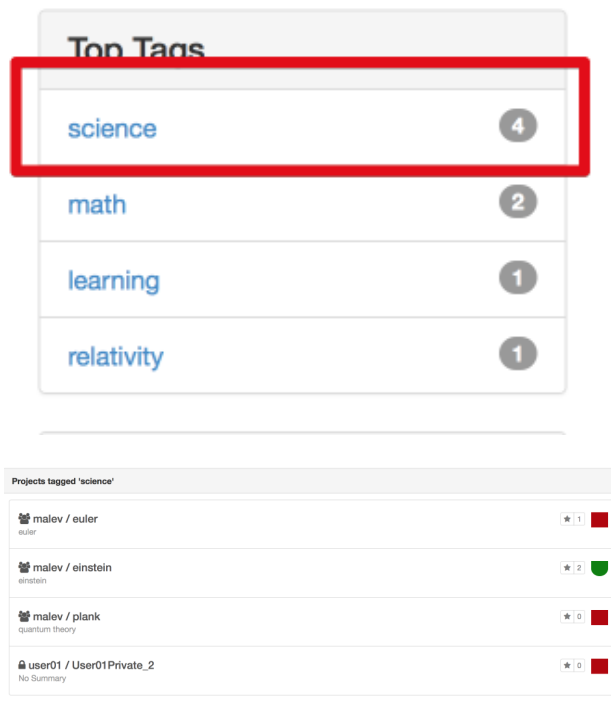 Top Tags
science 4
math 2
learning 1
relativity 1
Projects tagged 'science'
malev / euler 1
euler
malev / einstein 2
einstein
malev / plank 0
quantum theory
user01 / User01Private_2 0
No Summary